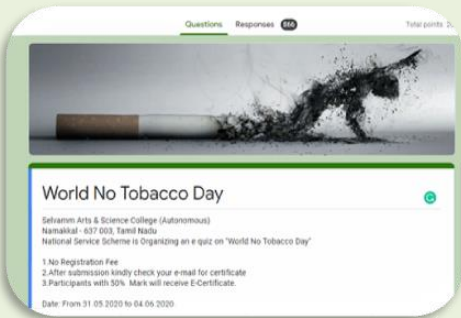 Questions Responses 866
Total points
World No Tobacco Day
Selvamm Arts & Science College (Autonomous)
Namakkal - 637 003, Tamil Nadu
National Service Scheme is Organizing an e quiz on "World No Tobacco Day"
1.No Registration Fee
2.After submission kindly check your e-mail for certificate
3.Participants with 50% Mark will receive E-Certificate.
Date: From 31.05.2020 to 04.06.2020